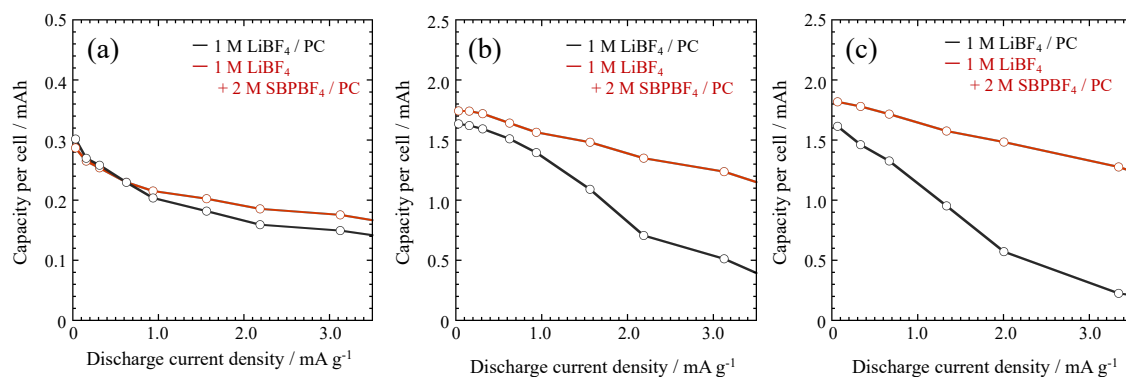 (a)
1 M LiBF₄ / PC
1 M LiBF₄
+ 2 M SBPBF₄ / PC
0.5
0.4
0.3
0.2
0.1
0
Capacity per cell / mAh
0
1.0
2.0
3.0
Discharge current density / mA g⁻¹
(b)
1 M LiBF₄ / PC
1 M LiBF₄
+ 2 M SBPBF₄ / PC
2.5
2.0
1.5
1.0
0.5
0
Capacity per cell / mAh
0
1.0
2.0
3.0
Discharge current density / mA g⁻¹
(c)
1 M LiBF₄ / PC
1 M LiBF₄
+ 2 M SBPBF₄ / PC
2.5
2.0
1.5
1.0
0.5
0
Capacity per cell / mAh
0
1.0
2.0
3.0
Discharge current density / mA g⁻¹